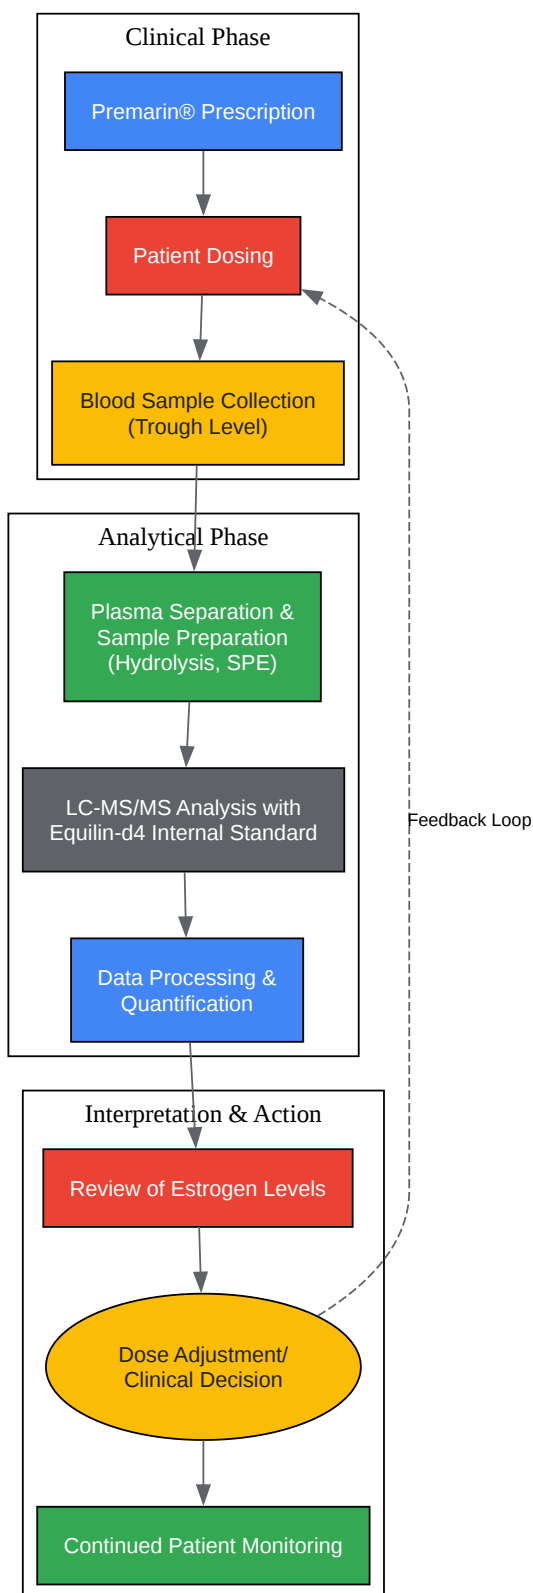 Clinical Phase
Premarin® Prescription
Patient Dosing
Blood Sample Collection
(Trough Level)
Analytical Phase
Plasma Separation &
Sample Preparation
(Hydrolysis, SPE)
LC-MS/MS Analysis with
Equilin-d4 Internal Standard
Feedback Loop
Data Processing &
Quantification
Interpretation & Action
Review of Estrogen Levels
Dose Adjustment/
Clinical Decision
Continued Patient Monitoring